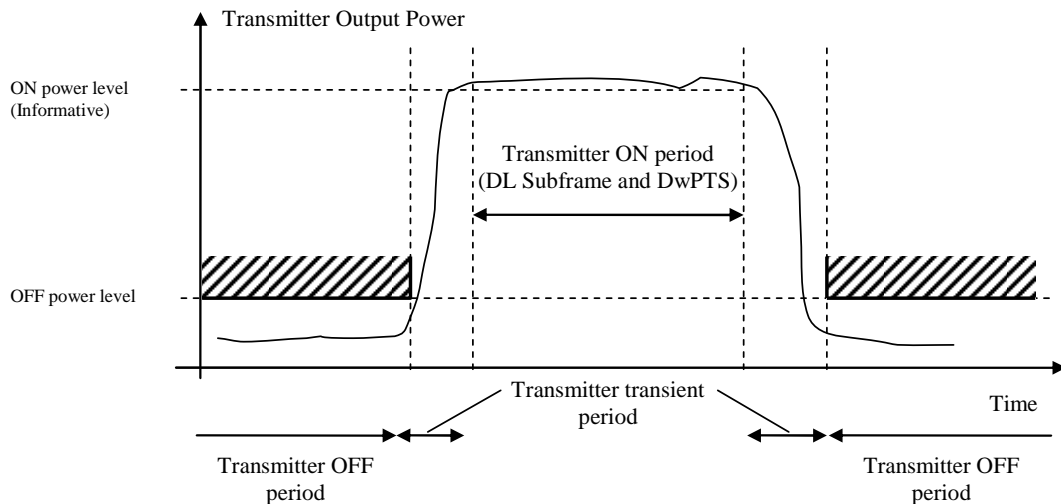 Transmitter Output Power
ON power level
(Informative)
Transmitter ON period
(DL Subframe and DwPTS)
OFF power level
Transmitter transient
period
Time
Transmitter OFF
period
Transmitter OFF
period